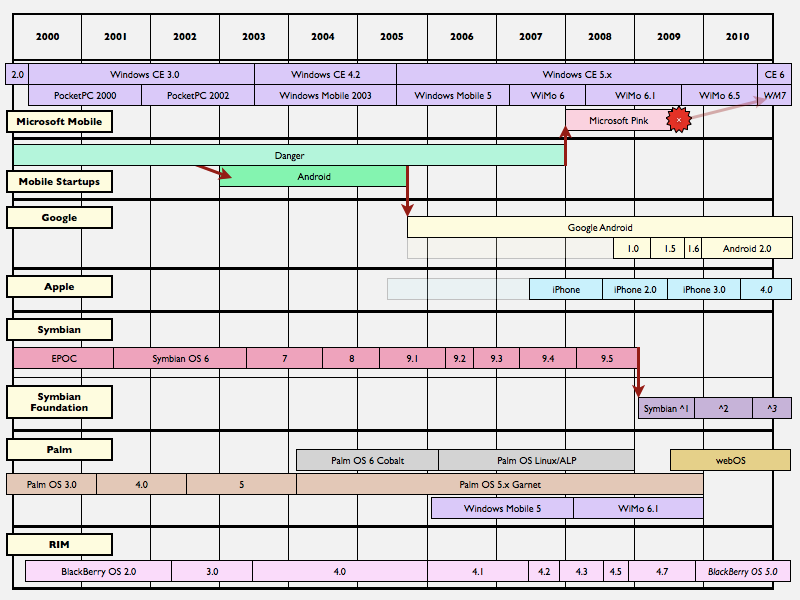 2000 2001 2002 2003 2004 2005 2006 2007 2008 2009 2010
2.0 Windows CE 3.0 Windows CE 4.2 Windows CE 5.x CE 6
PocketPC 2000 PocketPC 2002 Windows Mobile 2003 Windows Mobile 5 WiMo 6 WiMo 6.1 WiMo 6.5 WM7
Microsoft Mobile Microsoft Pink x
Danger
Mobile Startups Android
Google Google Android
1.0 1.5 1.6 Android 2.0
Apple iPhone iPhone 2.0 iPhone 3.0 4.0
Symbian
EPOC Symbian OS 6 7 8 9.1 9.2 9.3 9.4 9.5
Symbian
Foundation
Symbian ^1 ^2 ^3
Palm
Palm OS 6 Cobalt Palm OS Linux/ALP webOS
Palm OS 3.0 4.0 5 Palm OS 5.x Garnet
Windows Mobile 5 WiMo 6.1
RIM
BlackBerry OS 2.0 3.0 4.0 4.1 4.2 4.3 4.5 4.7 BlackBerry OS 5.0